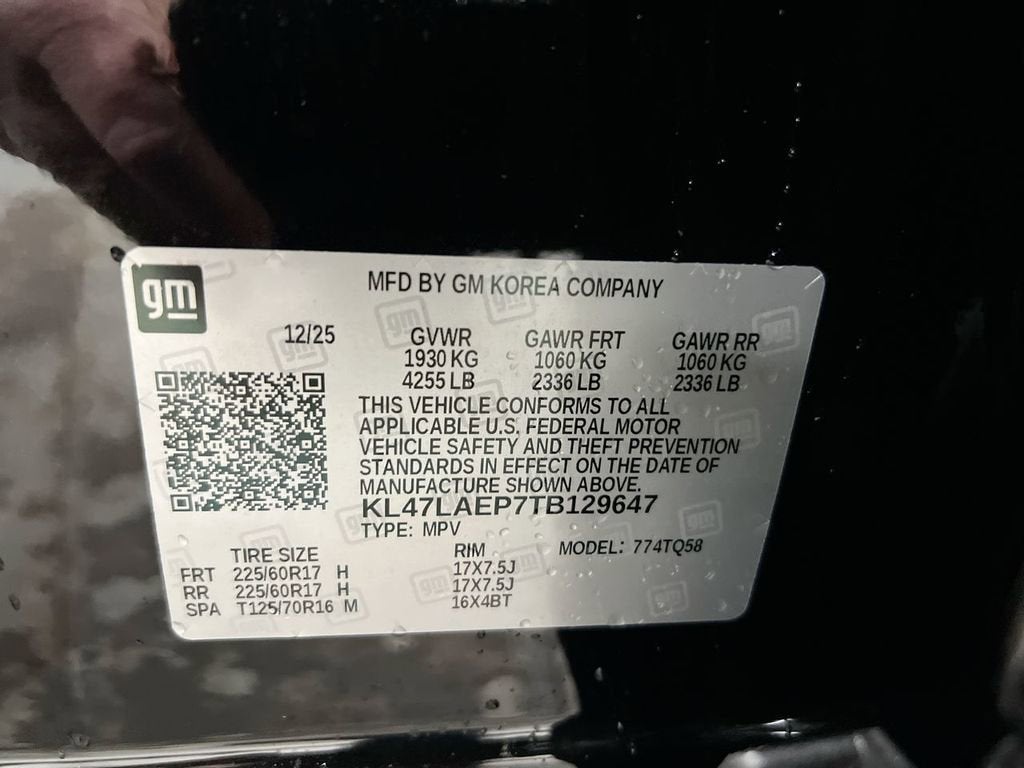 gm
MFD BY GM KOREA COMPANY
12/25 GVWR GAWR FRT GAWR RR
1930 KG 1060 KG 1060 KG
4255 LB 2336 LB 2336 LB
THIS VEHICLE CONFORMS TO ALL
APPLICABLE U.S. FEDERAL MOTOR
VEHICLE SAFETY AND THEFT PREVENTION
STANDARDS IN EFFECT ON THE DATE OF
MANUFACTURE SHOWN ABOVE.
KL47LAEP7TB129647
TYPE: MPV
TIRE SIZE RIM MODEL: 774TQ58
FRT 225/60R17 H 17X7.5J
RR 225/60R17 H 17X7.5J
SPA T125/70R16 M 16X4BT